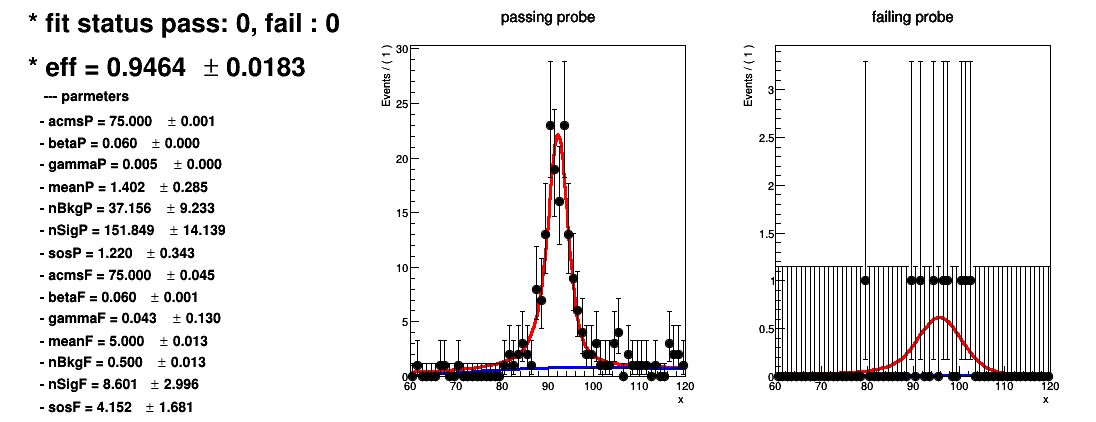 * fit status pass: 0, fail : 0
* eff = 0.9464 ± 0.0183
--- parmeters
- acmsP = 75.000 ± 0.001
- betaP = 0.060 ± 0.000
- gammaP = 0.005 ± 0.000
- meanP = 1.402 ± 0.285
- nBkgP = 37.156 ± 9.233
- nSigP = 151.849 ± 14.139
- sosP = 1.220 ± 0.343
- acmsF = 75.000 ± 0.045
- betaF = 0.060 ± 0.001
- gammaF = 0.043 ± 0.130
- meanF = 5.000 ± 0.013
- nBkgF = 0.500 ± 0.013
- nSigF = 8.601 ± 2.996
- sosF = 4.152 ± 1.681
passing probe
Events / ( 1 )
30
25
20
15
10
5
0
60 70 80 90 100 110 120
x
failing probe
Events / ( 1 )
3
2.5
2
1.5
1
0.5
0
60 70 80 90 100 110 120
x